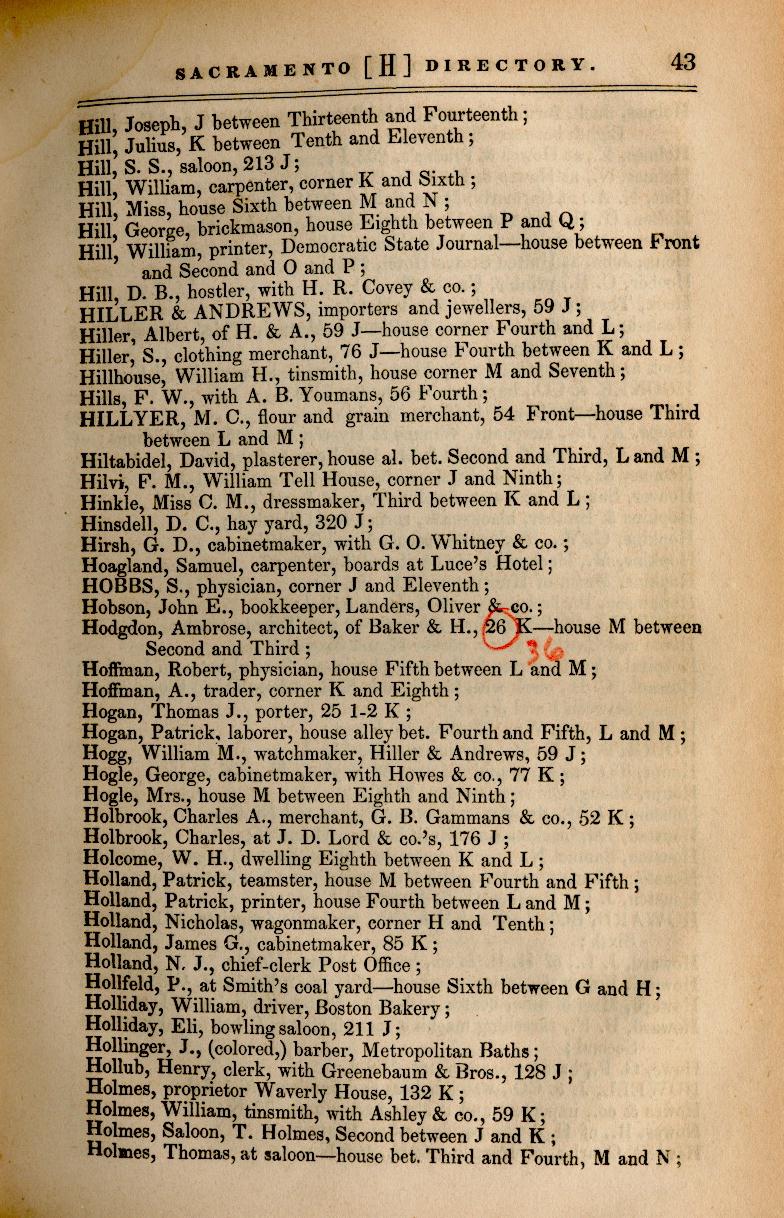 SACRAMENTO [H] DIRECTORY. 43
Hill, Joseph, J between Thirteenth and Fourteenth;
Hill, Julius, K between Tenth and Eleventh;
Hill, S. S., saloon, 213 J;
Hill, William, carpenter, corner K and Sixth;
Hill, Miss, house Sixth between M and N;
Hill, George, brickmason, house Eighth between P and Q;
Hill, William, printer, Democratic State Journal—house between Front
and Second and O and P;
Hill, D. B., hostler, with H. R. Covey & co.;
HILLER & ANDREWS, importers and jewellers, 59 J;
Hiller, Albert, of H. & A., 59 J—house corner Fourth and L;
Hiller, S., clothing merchant, 76 J—house Fourth between K and L;
Hillhouse, William H., tinsmith, house corner M and Seventh;
Hills, F. W., with A. B. Youmans, 56 Fourth;
HILLYER, M. C., flour and grain merchant, 54 Front—house Third
between L and M;
Hiltabidel, David, plasterer, house al. bet. Second and Third, L and M;
Hilvi, F. M., William Tell House, corner J and Ninth;
Hinkle, Miss C. M., dressmaker, Third between K and L;
Hinsdell, D. C., hay yard, 320 J;
Hirsh, G. D., cabinetmaker, with G. O. Whitney & co.;
Hoagland, Samuel, carpenter, boards at Luce's Hotel;
HOBBS, S., physician, corner J and Eleventh;
Hobson, John E., bookkeeper, Landers, Oliver & co.;
Hodgdon, Ambrose, architect, of Baker & H., 26 K—house M between
Second and Third; 36
Hoffman, Robert, physician, house Fifth between L and M;
Hoffman, A., trader, corner K and Eighth;
Hogan, Thomas J., porter, 25 1-2 K;
Hogan, Patrick, laborer, house alley bet. Fourth and Fifth, L and M;
Hogg, William M., watchmaker, Hiller & Andrews, 59 J;
Hogle, George, cabinetmaker, with Howes & co., 77 K;
Hogle, Mrs., house M between Eighth and Ninth;
Holbrook, Charles A., merchant, G. B. Gammans & co., 52 K;
Holbrook, Charles, at J. D. Lord & co.'s, 176 J;
Holcome, W. H., dwelling Eighth between K and L;
Holland, Patrick, teamster, house M between Fourth and Fifth;
Holland, Patrick, printer, house Fourth between L and M;
Holland, Nicholas, wagonmaker, corner H and Tenth;
Holland, James G., cabinetmaker, 85 K;
Holland, N. J., chief-clerk Post Office;
Hollfeld, P., at Smith's coal yard—house Sixth between G and H;
Holliday, William, driver, Boston Bakery;
Holliday, Eli, bowling saloon, 211 J;
Hollinger, J., (colored,) barber, Metropolitan Baths;
Hollub, Henry, clerk, with Greenebaum & Bros., 128 J;
Holmes, proprietor Waverly House, 132 K;
Holmes, William, tinsmith, with Ashley & co., 59 K;
Holmes, Saloon, T. Holmes, Second between J and K;
Holmes, Thomas, at saloon—house bet. Third and Fourth, M and N;